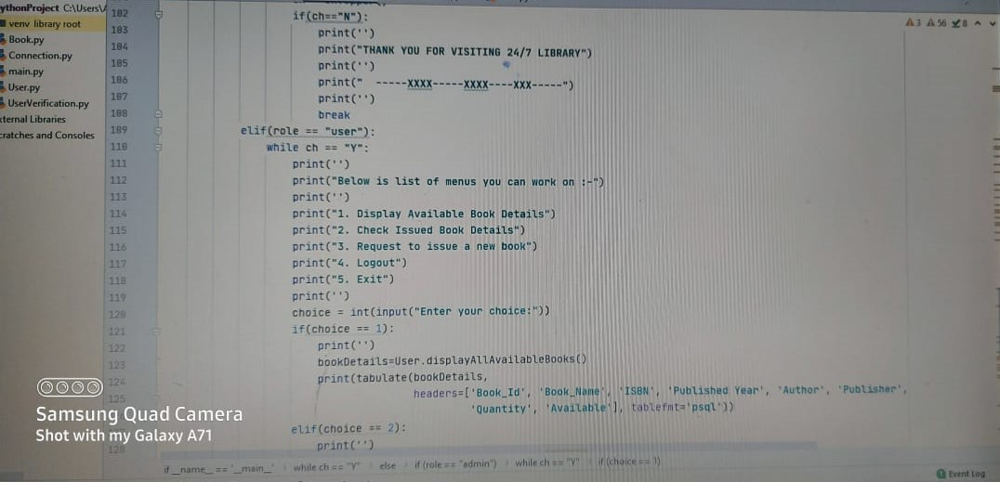 ythonProject C:\Users\
venv library root
Book.py
Connection.py
main.py
User.py
UserVerification.py
xternal Libraries
cratches and Consoles
3 56 8
102 if(ch=="N"):
103 print('')
104 print("THANK YOU FOR VISITING 24/7 LIBRARY")
105 print('')
106 print(" -----XXXX-----XXXX----XXX-----")
107 print('')
108 break
109 elif(role == "user"):
110 while ch == "Y":
111 print('')
112 print("Below is list of menus you can work on :-")
113 print('')
114 print("1. Display Available Book Details")
115 print("2. Check Issued Book Details")
116 print("3. Request to issue a new book")
117 print("4. Logout")
118 print("5. Exit")
119 print('')
120 choice = int(input("Enter your choice:"))
121 if(choice == 1):
122 print('')
123 bookDetails=User.displayAllAvailableBooks()
124 print(tabulate(bookDetails,
125 headers=['Book_Id', 'Book_Name', 'ISBN', 'Published Year', 'Author', 'Publisher',
'Quantity', 'Available'], tablefmt='psql'))
elif(choice == 2):
128 print('')
if __name__ == '__main__' › while ch == "Y" › else › if (role == "admin") › while ch == "Y" › if (choice == 1)
Event Log
Samsung Quad Camera
Shot with my Galaxy A71